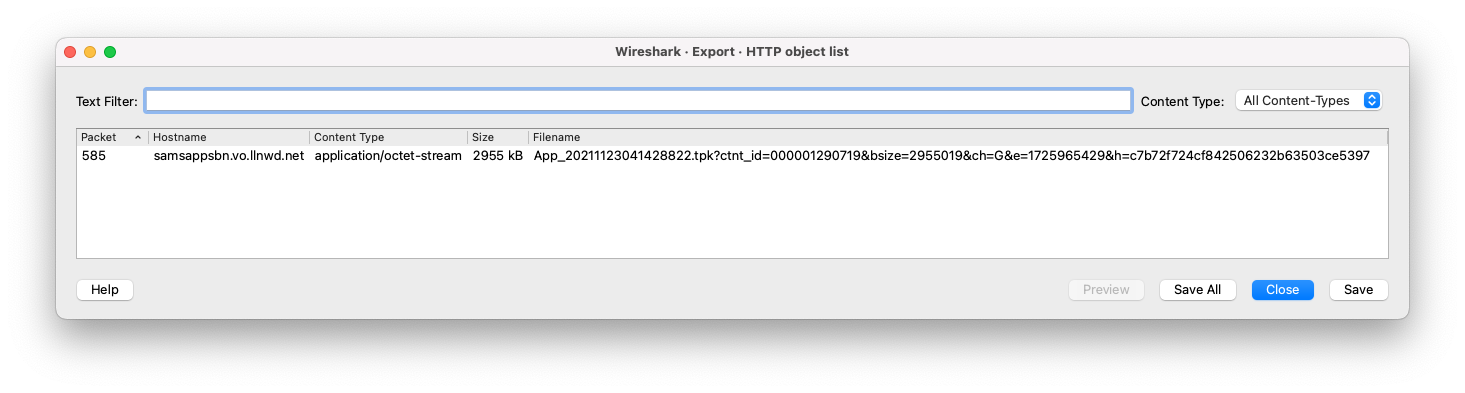 Wireshark · Export · HTTP object list
Text Filter: Content Type: All Content-Types
Packet Hostname Content Type Size Filename
585 samsappsbn.vo.llnwd.net application/octet-stream 2955 kB App_20211123041428822.tpk?ctnt_id=000001290719&bsize=2955019&ch=G&e=1725965429&h=c7b72f724cf842506232b63503ce5397
Help Preview Save All Close Save